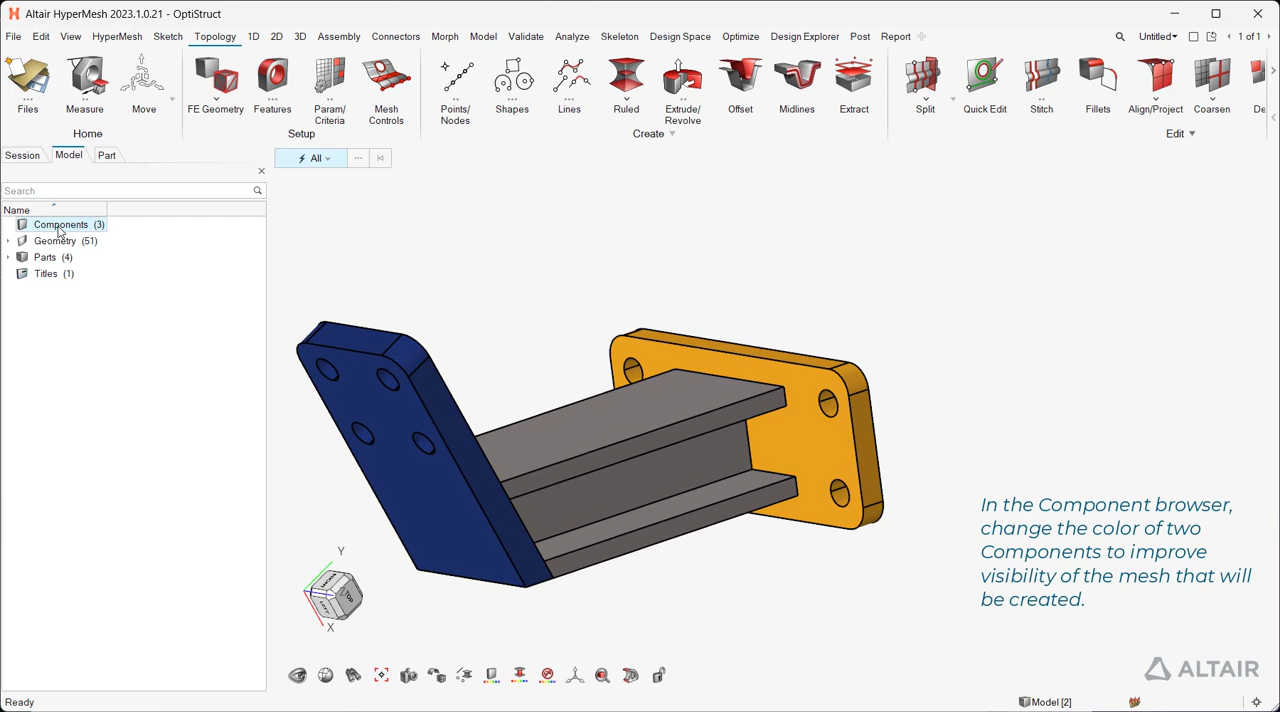 Altair HyperMesh 2023.1.0.21 - OptiStruct
File Edit View HyperMesh Sketch Topology 1D 2D 3D Assembly Connectors Morph Model Validate Analyze Skeleton Design Space Optimize Design Explorer Post Report Untitled 1 of 1
Files Measure Move FE Geometry Features Param/ Criteria Mesh Controls Points/ Nodes Shapes Lines Ruled Extrude/ Revolve Offset Midlines Extract Split Quick Edit Stitch Fillets Align/Project Coarsen De
Home Setup Create Edit
Session Model Part
All
Search
Name
Components (3)
Geometry (51)
Parts (4)
Titles (1)
In the Component browser,
change the color of two
Components to improve
visibility of the mesh that will
be created.
Y
TOP
X
ALTAIR
Ready
Model [2]